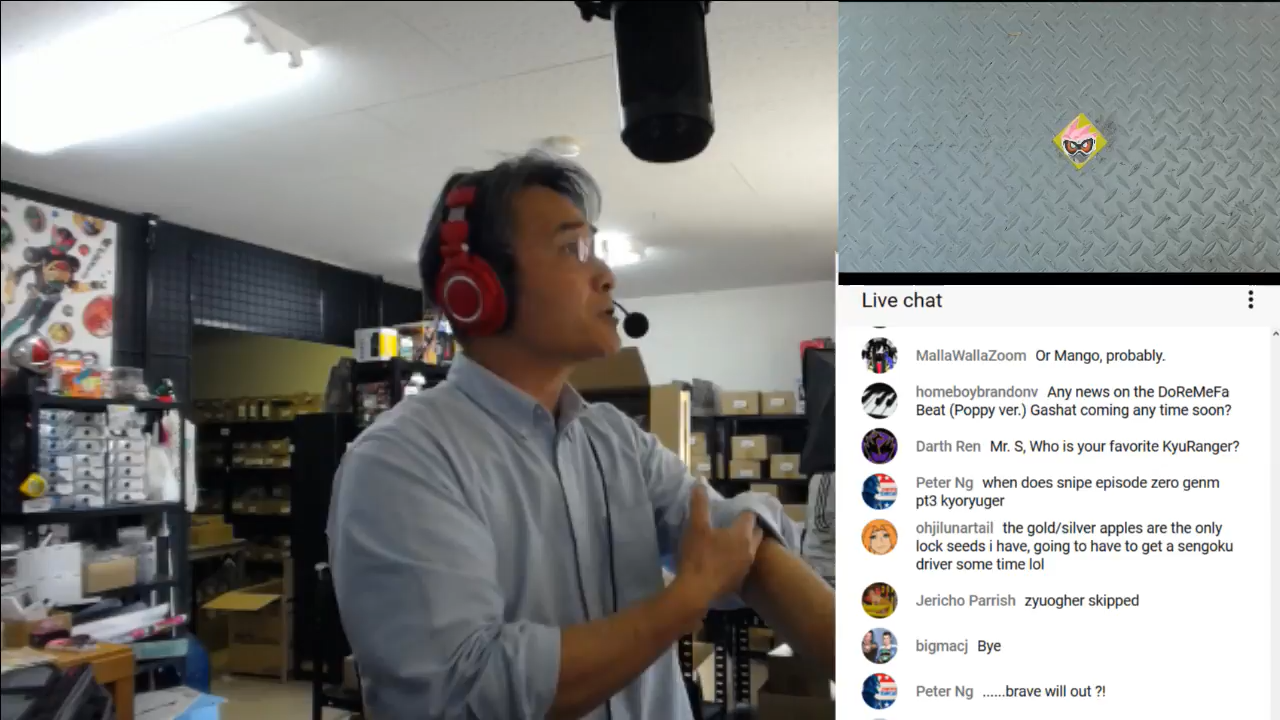 Live chat
MallaWallaZoom Or Mango, probably.
homeboybrandonv Any news on the DoReMeFa
Beat (Poppy ver.) Gashat coming any time soon?
Darth Ren Mr. S, Who is your favorite KyuRanger?
Peter Ng when does snipe episode zero genm
pt3 kyoryuger
ohjilunartail the gold/silver apples are the only
lock seeds i have, going to have to get a sengoku
driver some time lol
Jericho Parrish zyuogher skipped
bigmacj Bye
Peter Ng ......brave will out ?!